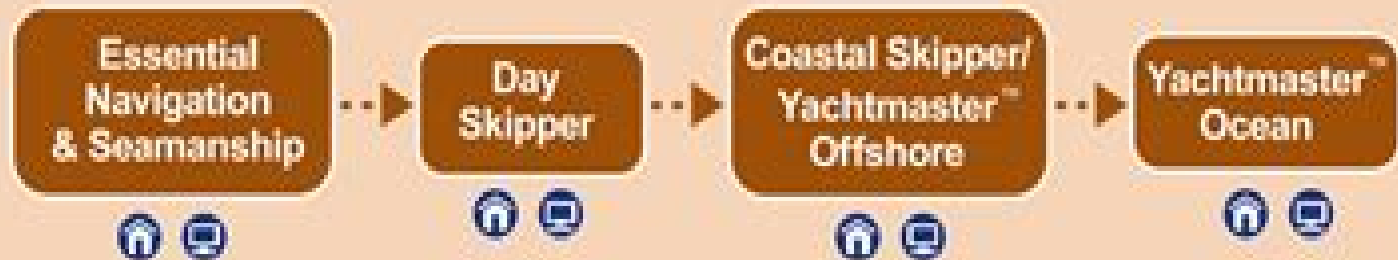 Essential
Navigation
& Seamanship
Day
Skipper
Coastal Skipper/
Yachtmaster™
Offshore
Yachtmaster™
Ocean